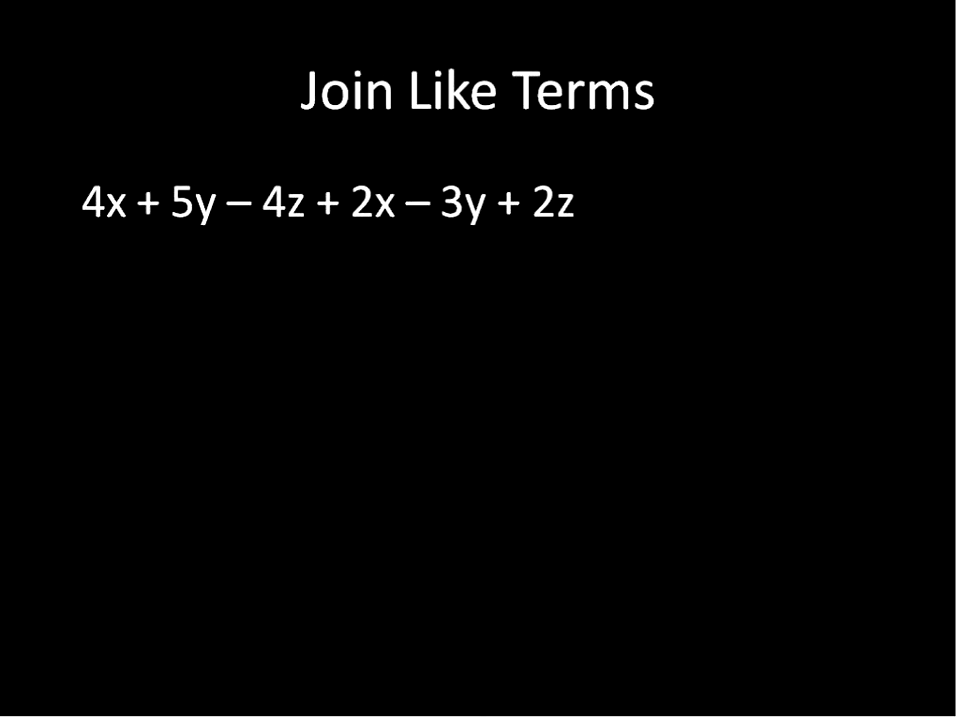 Join Like Terms
4x + 5y – 4z + 2x – 3y + 2z